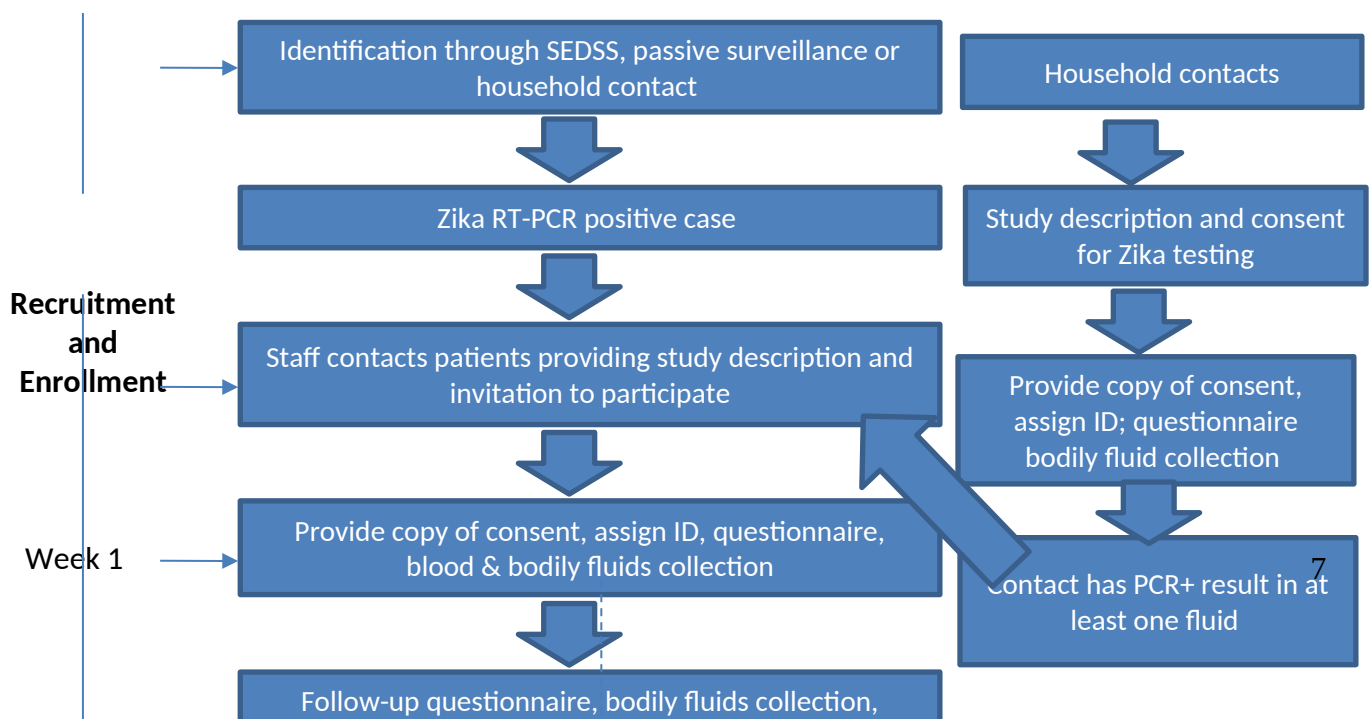 Identification through SEDSS, passive surveillance or
household contact
Zika RT-PCR positive case
Recruitment
and
Enrollment
Staff contacts patients providing study description and
invitation to participate
Week 1
Provide copy of consent, assign ID, questionnaire,
blood & bodily fluids collection
Follow-up questionnaire, bodily fluids collection,
Household contacts
Study description and consent
for Zika testing
Provide copy of consent,
assign ID; questionnaire
bodily fluid collection
Contact has PCR+ result in at
least one fluid
7